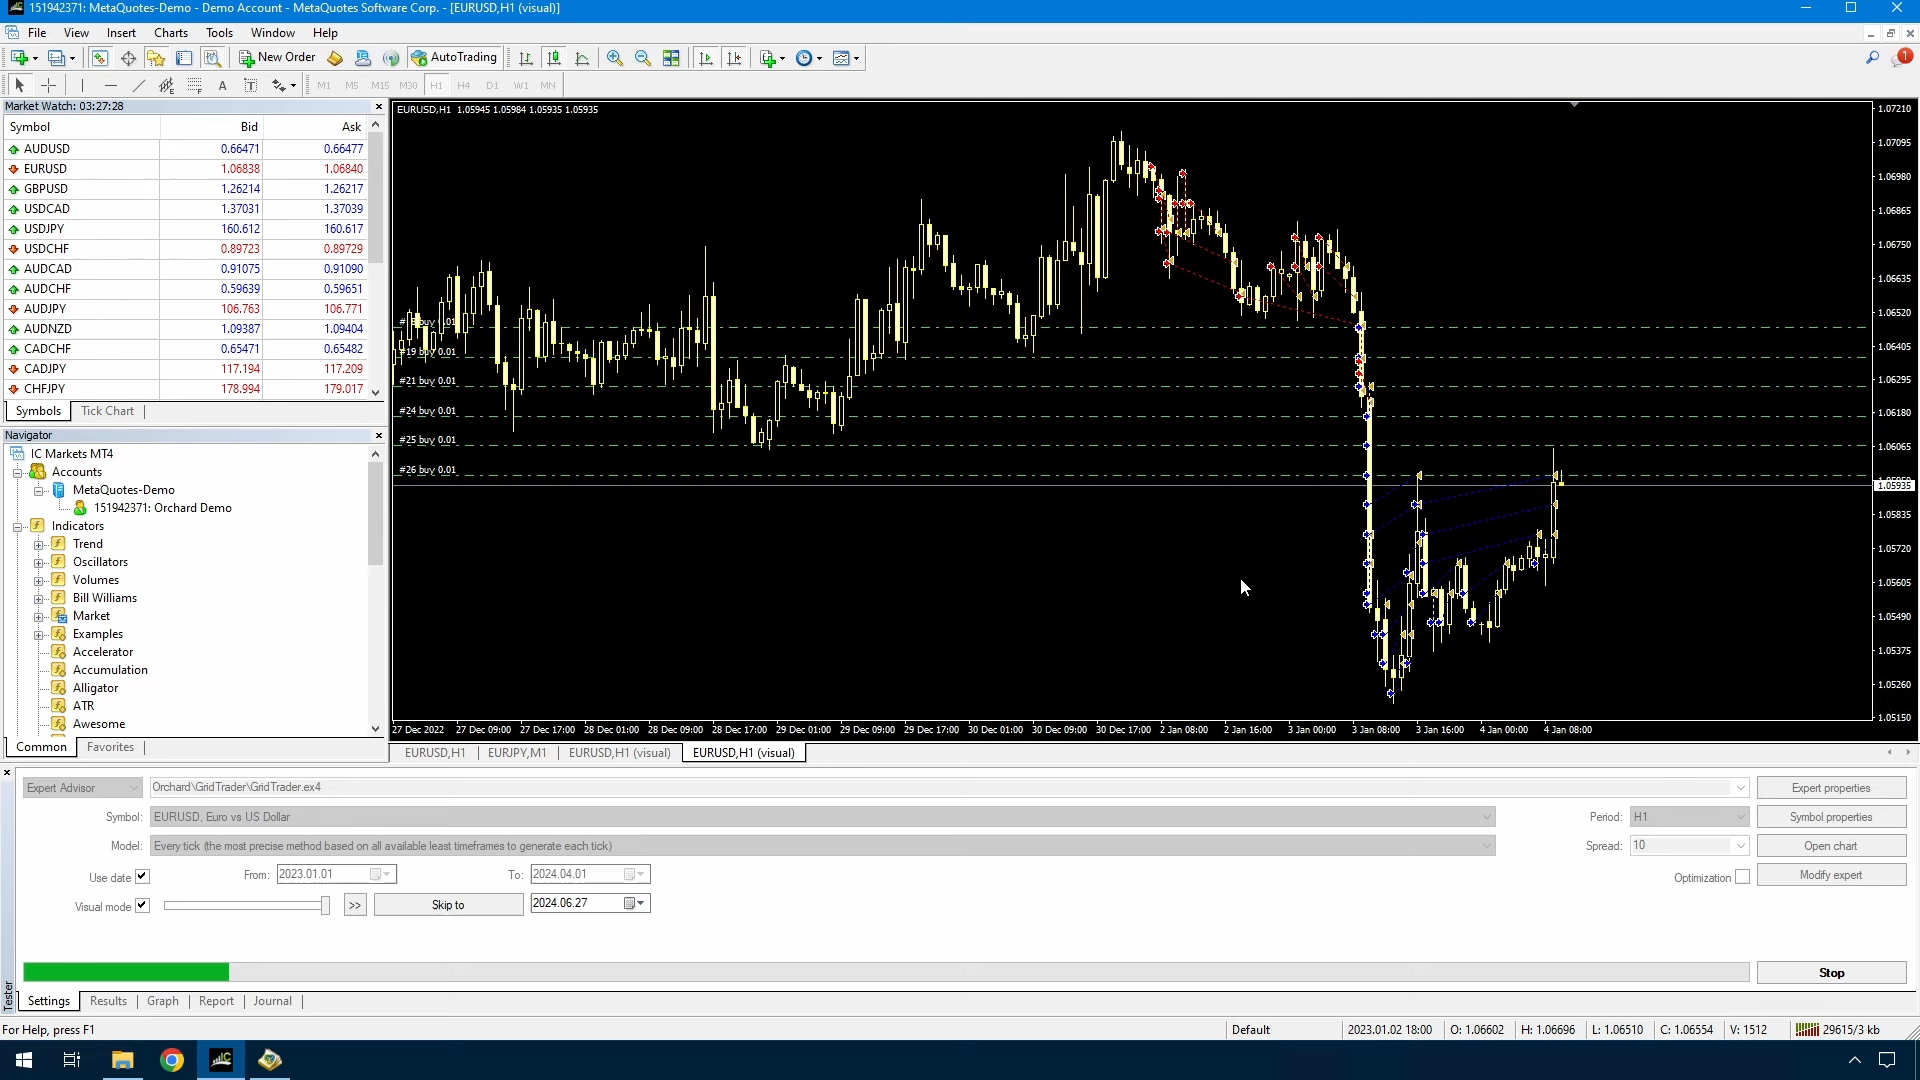 151942371: MetaQuotes-Demo - Demo Account - MetaQuotes Software Corp. - [EURUSD,H1 (visual)]
File View Insert Charts Tools Window Help
New Order AutoTrading 1
A T M1 M5 M15 M30 H1 H4 D1 W1 MN
Market Watch: 03:27:28
Symbol Bid Ask
AUDUSD 0.66471 0.66477
EURUSD 1.06838 1.06840
GBPUSD 1.26214 1.26217
USDCAD 1.37031 1.37039
USDJPY 160.612 160.617
USDCHF 0.89723 0.89729
AUDCAD 0.91075 0.91090
AUDCHF 0.59639 0.59651
AUDJPY 106.763 106.771
AUDNZD 1.09387 1.09404
CADCHF 0.65471 0.65482
CADJPY 117.194 117.209
CHFJPY 178.994 179.017
Symbols Tick Chart
Navigator
IC Markets MT4
Accounts
MetaQuotes-Demo
151942371: Orchard Demo
Indicators
Trend
Oscillators
Volumes
Bill Williams
Market
Examples
Accelerator
Accumulation
Alligator
ATR
Awesome
Common Favorites
EURUSD,H1 1.05945 1.05984 1.05935 1.05935
buy 0.01
#19 buy 0.01
#21 buy 0.01
#24 buy 0.01
#25 buy 0.01
#26 buy 0.01
1.07210
1.07095
1.06980
1.06865
1.06750
1.06635
1.06520
1.06405
1.06295
1.06180
1.06065
1.05935
1.05835
1.05720
1.05605
1.05490
1.05375
1.05260
1.05150
27 Dec 2022 27 Dec 09:00 27 Dec 17:00 28 Dec 01:00 28 Dec 09:00 28 Dec 17:00 29 Dec 01:00 29 Dec 09:00 29 Dec 17:00 30 Dec 01:00 30 Dec 09:00 30 Dec 17:00 2 Jan 08:00 2 Jan 16:00 3 Jan 00:00 3 Jan 08:00 3 Jan 16:00 4 Jan 00:00 4 Jan 08:00
EURUSD,H1 EURJPY,M1 EURUSD,H1 (visual) EURUSD,H1 (visual)
Expert Advisor Orchard\GridTrader\GridTrader.ex4 Expert properties
Symbol: EURUSD, Euro vs US Dollar Period: H1 Symbol properties
Model: Every tick (the most precise method based on all available least timeframes to generate each tick) Spread: 10 Open chart
Use date From: 2023.01.01 To: 2024.04.01 Optimization Modify expert
Visual mode >> Skip to 2024.06.27
Stop
Tester
Settings Results Graph Report Journal
For Help, press F1 Default 2023.01.02 18:00 O: 1.06602 H: 1.06696 L: 1.06510 C: 1.06554 V: 1512 29615/3 kb